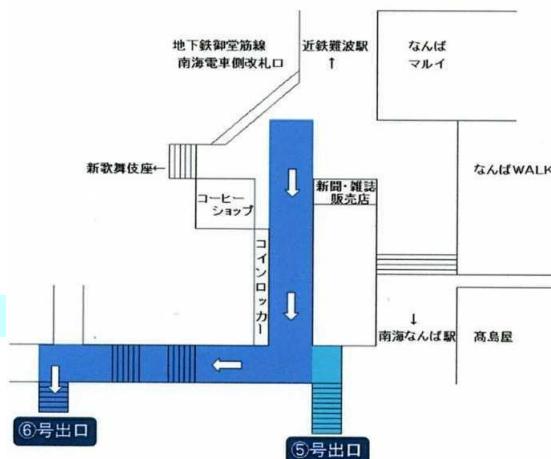 地下鉄御堂筋線
南海電車側改札口
近鉄難波駅
↑
なんば
マルイ
新歌舞伎座←
コーヒー
ショップ
新聞・雑誌
販売店
なんばWALK
コインロッカー
↓
南海なんば駅
髙島屋
⑥号出口
⑤号出口